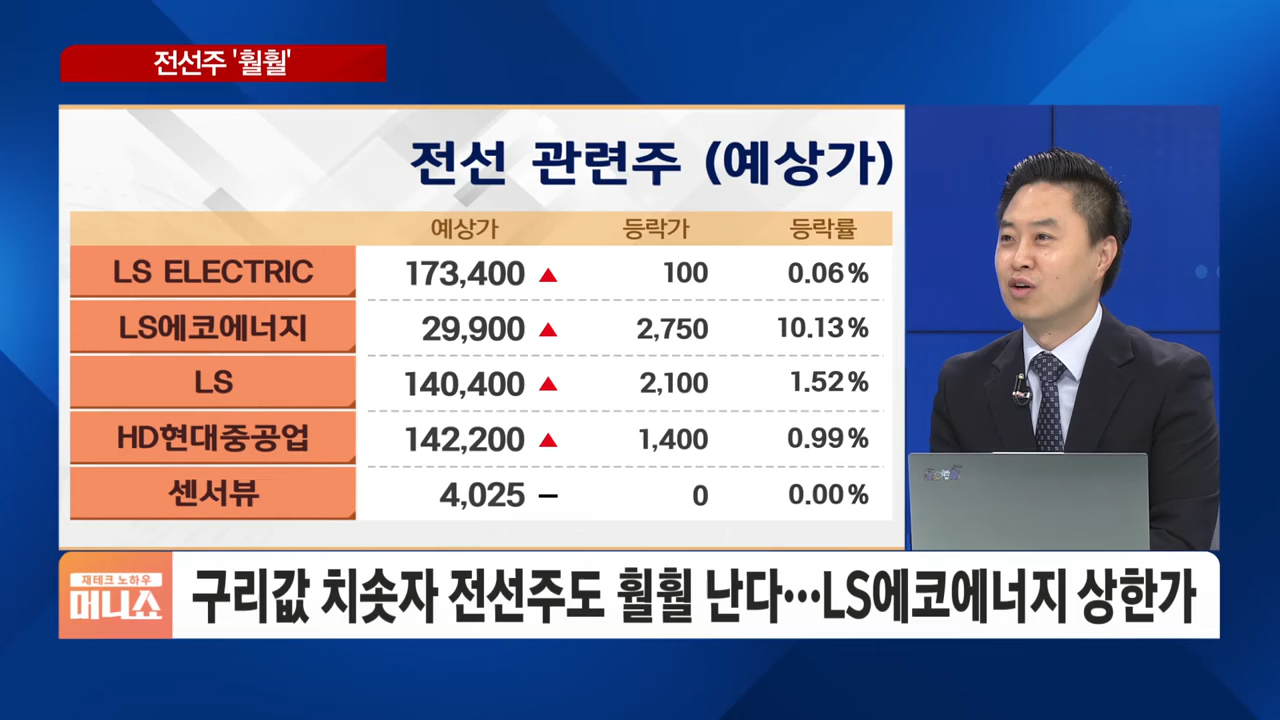 전선주 '훨훨'
전선 관련주 (예상가)
예상가 등락가 등락률
LS ELECTRIC 173,400 ▲ 100 0.06%
LS에코에너지 29,900 ▲ 2,750 10.13%
LS 140,400 ▲ 2,100 1.52%
HD현대중공업 142,200 ▲ 1,400 0.99%
센서뷰 4,025 – 0 0.00%
재테크 노하우
머니쇼
구리값 치솟자 전선주도 훨훨 난다…LS에코에너지 상한가